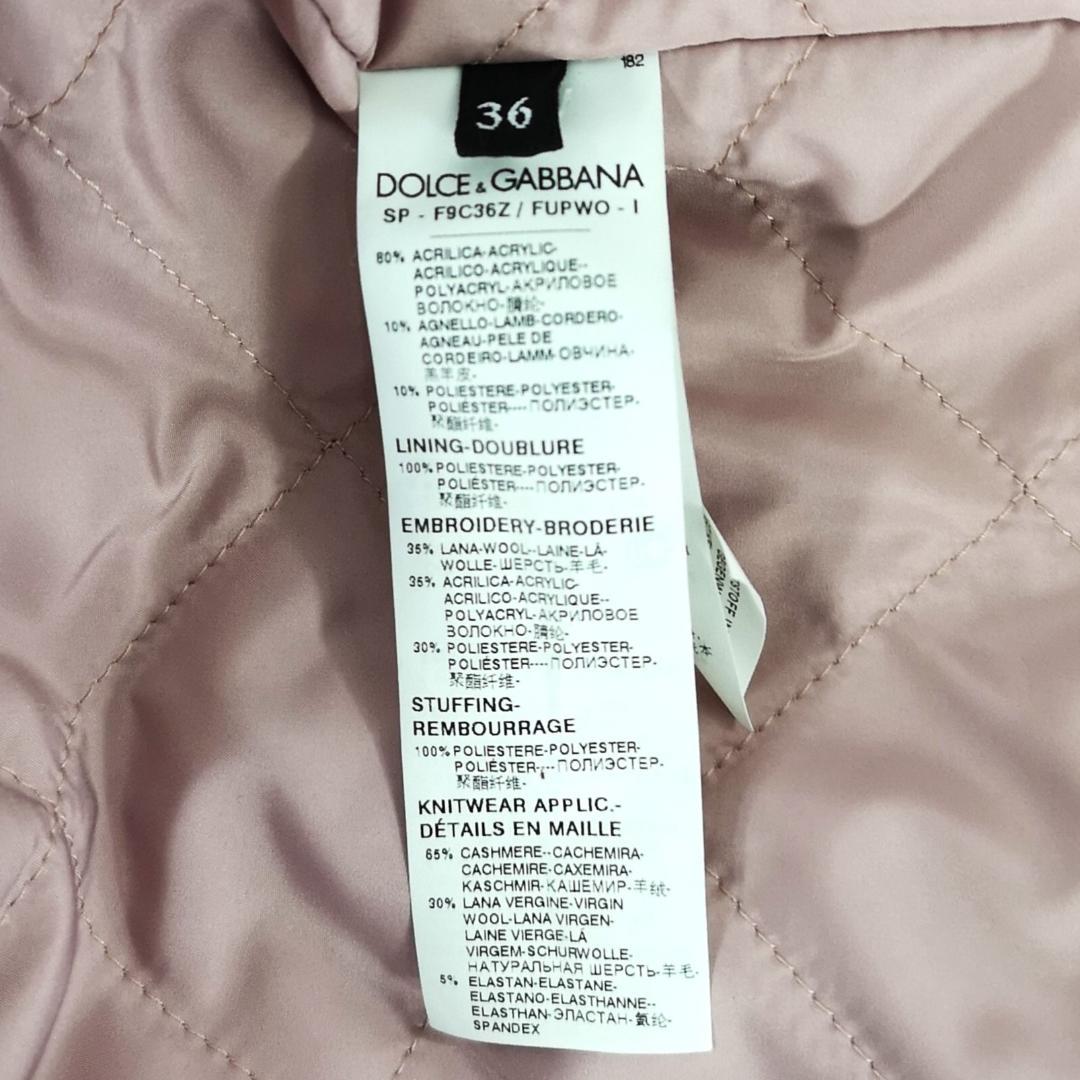 182
36
DOLCE & GABBANA
SP - F9C36Z / FUPWO - I
80% ACRILICA-ACRYLIC-
ACRILICO-ACRYLIQUE--
POLYACRYL-АКРИЛОВОЕ
ВОЛОКНО-腈纶-
10% AGNELLO-LAMB-CORDERO-
AGNEAU-PELE DE
CORDEIRO-LAMM-ОВЧИНА-
羔羊皮-
10% POLIESTERE-POLYESTER-
POLIÉSTER----ПОЛИЭСТЕР-
聚酯纤维-
LINING-DOUBLURE
100% POLIESTERE-POLYESTER-
POLIÉSTER----ПОЛИЭСТЕР-
聚酯纤维-
EMBROIDERY-BRODERIE
35% LANA-WOOL--LAINE-LÁ-
WOLLE-ШЕРСТЬ-羊毛-
35% ACRILICA-ACRYLIC-
ACRILICO-ACRYLIQUE--
POLYACRYL-АКРИЛОВОЕ
ВОЛОКНО-腈纶-
30% POLIESTERE-POLYESTER-
POLIÉSTER----ПОЛИЭСТЕР-
聚酯纤维-
STUFFING-
REMBOURRAGE
100% POLIESTERE-POLYESTER-
POLIÉSTER----ПОЛИЭСТЕР-
聚酯纤维-
KNITWEAR APPLIC.-
DÉTAILS EN MAILLE
65% CASHMERE--CACHEMIRA-
CACHEMIRE-CAXEMIRA-
KASCHMIR-КАШЕМИР-羊绒-
30% LANA VERGINE-VIRGIN
WOOL-LANA VIRGEN-
LAINE VIERGE-LÁ
VIRGEM-SCHURWOLLE-
НАТУРАЛЬНАЯ ШЕРСТЬ-羊毛-
5% ELASTAN-ELASTANE-
ELASTANO-ELASTHANNE--
ELASTHAN-ЭЛАСТАН-氨纶-
SPANDEX